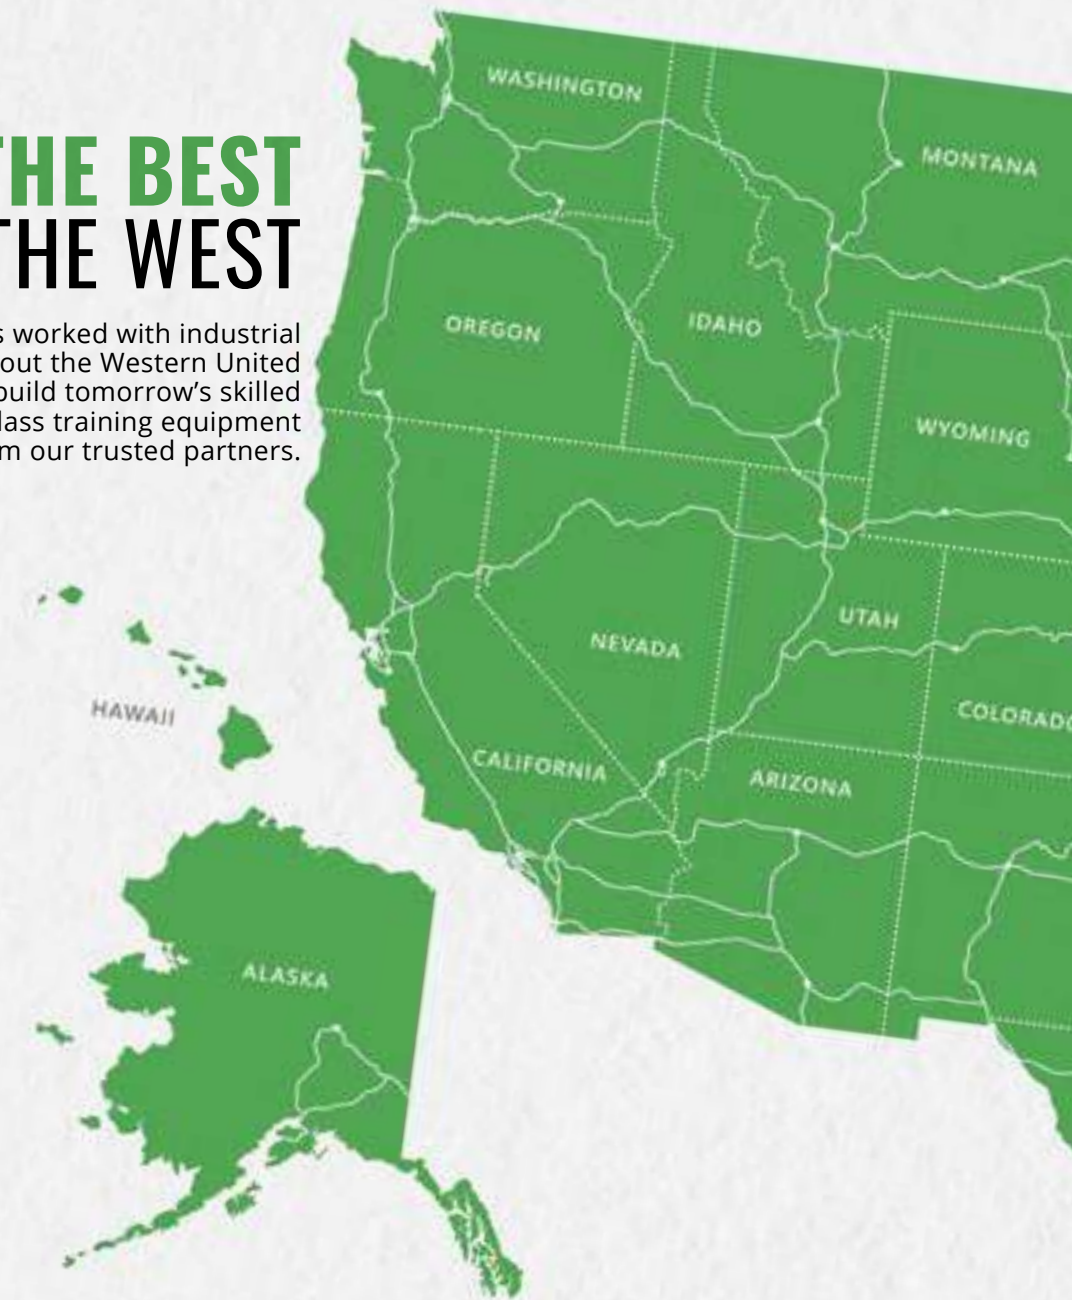 THE BEST
THE WEST
s worked with industrial
out the Western United
build tomorrow's skilled
lass training equipment
m our trusted partners.
WASHINGTON
MONTANA
OREGON
IDAHO
WYOMING
UTAH
NEVADA
HAWAII
COLORADO
CALIFORNIA
ARIZONA
ALASKA